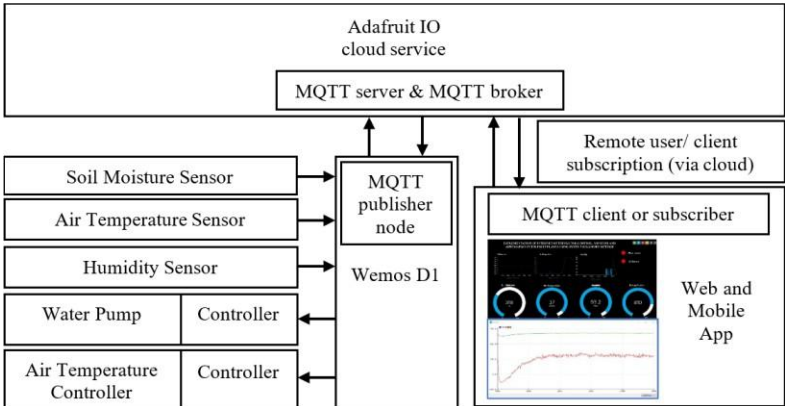 Adafruit IO
cloud service
MQTT server & MQTT broker
Remote user/ client
subscription (via cloud)
Soil Moisture Sensor
Air Temperature Sensor
Humidity Sensor
Water Pump
Controller
Air Temperature
Controller
Controller
MQTT
publisher
node
Wemos D1
MQTT client or subscriber
Web and
Mobile
App